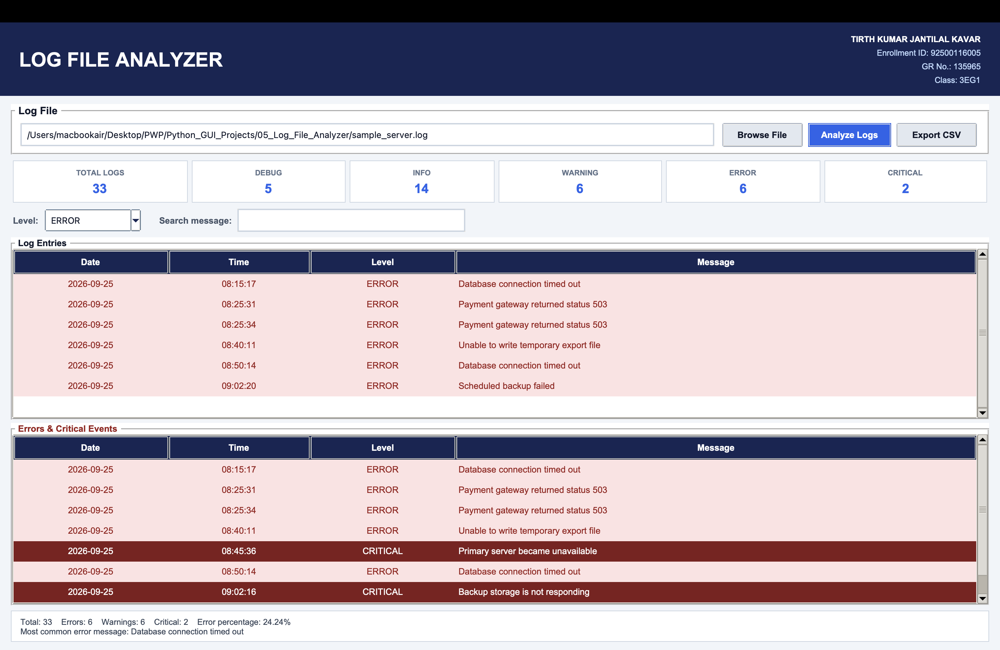 LOG FILE ANALYZER
TIRTH KUMAR JANTILAL KAVAR
Enrollment ID: 92500116005
GR No.: 135965
Class: 3EG1
Log File
/Users/macbookair/Desktop/PWP/Python_GUI_Projects/05_Log_File_Analyzer/sample_server.log Browse File Analyze Logs Export CSV
TOTAL LOGS DEBUG INFO WARNING ERROR CRITICAL
33 5 14 6 6 2
Level: ERROR Search message:
Log Entries
Date Time Level Message
2026-09-25 08:15:17 ERROR Database connection timed out
2026-09-25 08:25:31 ERROR Payment gateway returned status 503
2026-09-25 08:25:34 ERROR Payment gateway returned status 503
2026-09-25 08:40:11 ERROR Unable to write temporary export file
2026-09-25 08:50:14 ERROR Database connection timed out
2026-09-25 09:02:20 ERROR Scheduled backup failed
Errors & Critical Events
Date Time Level Message
2026-09-25 08:15:17 ERROR Database connection timed out
2026-09-25 08:25:31 ERROR Payment gateway returned status 503
2026-09-25 08:25:34 ERROR Payment gateway returned status 503
2026-09-25 08:40:11 ERROR Unable to write temporary export file
2026-09-25 08:45:36 CRITICAL Primary server became unavailable
2026-09-25 08:50:14 ERROR Database connection timed out
2026-09-25 09:02:16 CRITICAL Backup storage is not responding
Total: 33 Errors: 6 Warnings: 6 Critical: 2 Error percentage: 24.24%
Most common error message: Database connection timed out